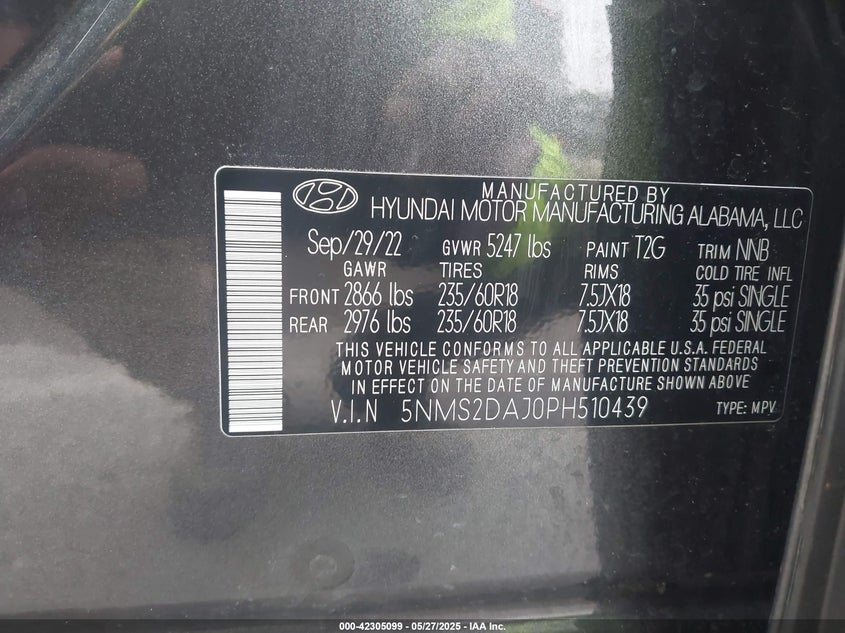 MANUFACTURED BY
HYUNDAI MOTOR MANUFACTURING ALABAMA, LLC
Sep/29/22 GVWR 5247 lbs PAINT T2G TRIM NNB
GAWR TIRES RIMS COLD TIRE INFL
FRONT 2866 lbs 235/60R18 7.5JX18 35 psi SINGLE
REAR 2976 lbs 235/60R18 7.5JX18 35 psi SINGLE
THIS VEHICLE CONFORMS TO ALL APPLICABLE U.S.A. FEDERAL
MOTOR VEHICLE SAFETY AND THEFT PREVENTION STANDARDS
IN EFFECT ON THE DATE OF MANUFACTURE SHOWN ABOVE.
V.I.N 5NMS2DAJ0PH510439 TYPE: MPV
000-42305099 - 05/27/2025 - IAA Inc.